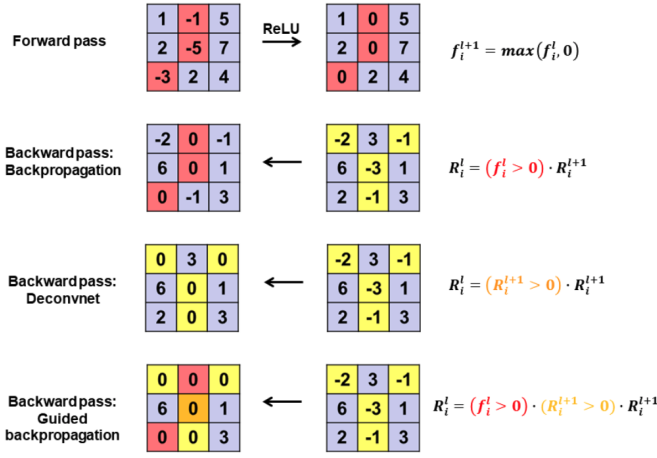 1 -1 5 1 0 5
Forward pass 2 -5 7 ReLU 2 0 7 f_i^{l+1} = max(f_i^l, 0)
-3 2 4 0 2 4
-2 0 -1 -2 3 -1
Backward pass:
Backpropagation 6 0 1 6 -3 1 R_i^l = (f_i^l > 0) · R_i^{l+1}
0 -1 3 2 -1 3
0 3 0 -2 3 -1
Backward pass:
Deconvnet 6 0 1 6 -3 1 R_i^l = (R_i^{l+1} > 0) · R_i^{l+1}
2 0 3 2 -1 3
0 0 0 -2 3 -1
Backward pass:
Guided 6 0 1 6 -3 1 R_i^l = (f_i^l > 0) · (R_i^{l+1} > 0) · R_i^{l+1}
backpropagation 0 0 3 2 -1 3